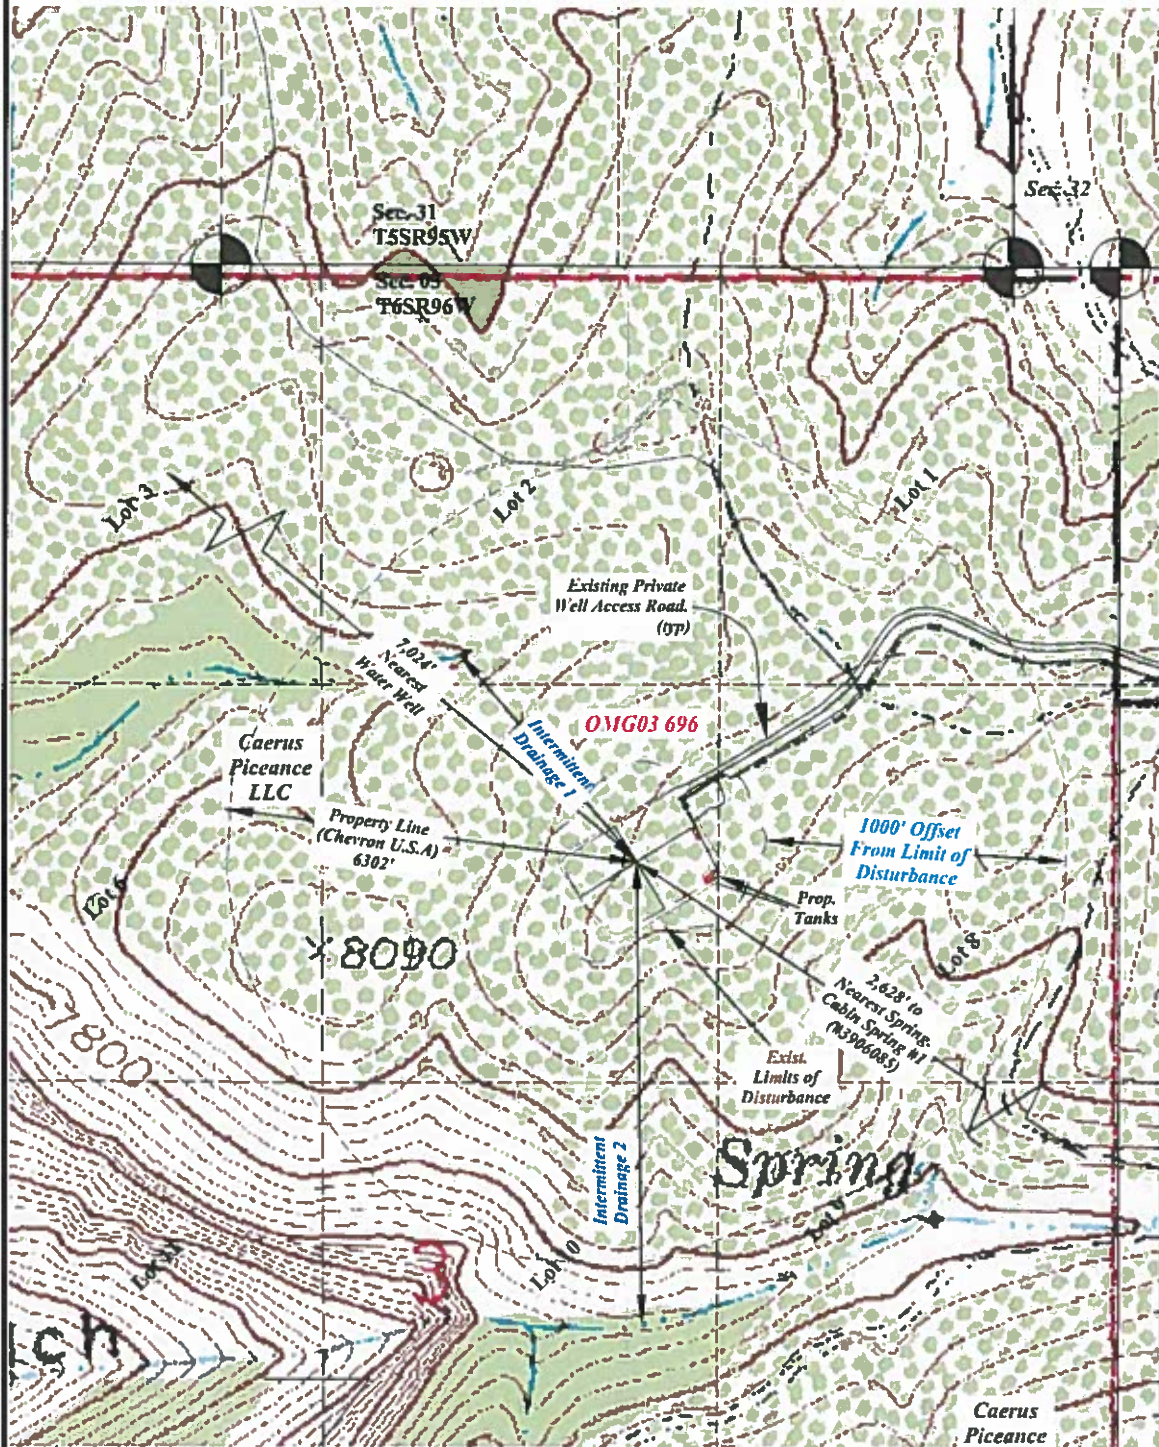 Sec. 31
T5SR95W
Sec. 32
Sec. 03
T6SR96W
Lot 3
Lot 2
Lot 1
Existing Private
Well Access Road.
(typ)
7,024'
Nearest
Water Well
Intermittent
Drainage 1
OMG03 696
Caerus
Piceance
LLC
Property Line
(Chevron U.S.A)
6302'
1000' Offset
From Limit of
Disturbance
Prop.
Tanks
Lot 6
8090
Lot 8
2,628' to
Nearest Spring,
Cabin Spring #1
7800
Exist.
Limits of
Disturbance
Intermittent
Drainage 2
Spring
Lot 9
3
ch
Caerus
Piceance